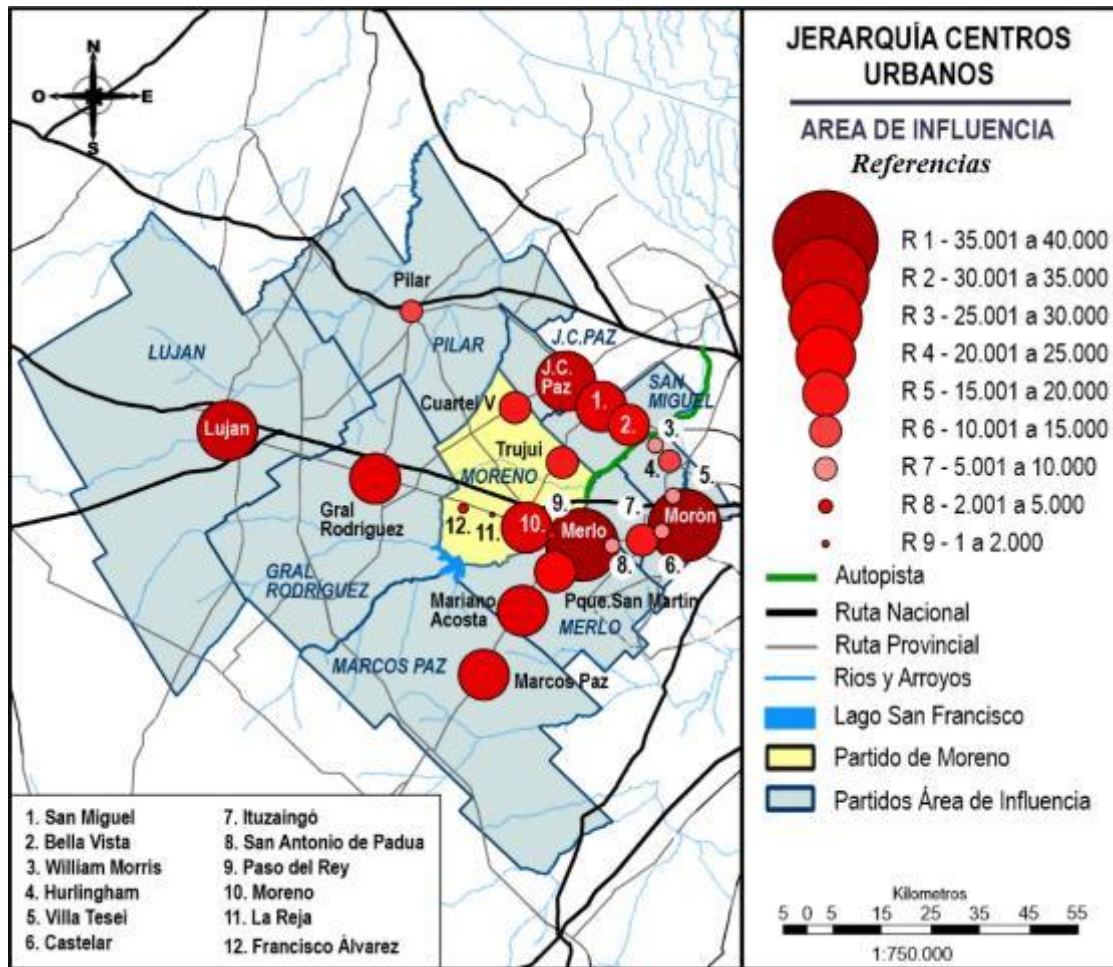 N
O
E
S
Pilar
LUJAN
PILAR
J.C.PAZ
J.C.
Paz
SAN
MIGUEL
1.
Cuartel V
2.
Lujan
3.
Trujui
4.
5.
MORENO
Gral
Rodriguez
12.
11.
10.
9.
Merlo
7.
Morón
8.
6.
GRAL
RODRIGUEZ
Mariano
Acosta
Pque.San Martin
MERLO
MARCOS PAZ
Marcos Paz
1. San Miguel
2. Bella Vista
3. William Morris
4. Hurlingham
5. Villa Tesei
6. Castelar
7. Ituzaingó
8. San Antonio de Padua
9. Paso del Rey
10. Moreno
11. La Reja
12. Francisco Álvarez
JERARQUÍA CENTROS
URBANOS
AREA DE INFLUENCIA
Referencias
R 1 - 35.001 a 40.000
R 2 - 30.001 a 35.000
R 3 - 25.001 a 30.000
R 4 - 20.001 a 25.000
R 5 - 15.001 a 20.000
R 6 - 10.001 a 15.000
R 7 - 5.001 a 10.000
R 8 - 2.001 a 5.000
R 9 - 1 a 2.000
Autopista
Ruta Nacional
Ruta Provincial
Rios y Arroyos
Lago San Francisco
Partido de Moreno
Partidos Área de Influencia
Kilometros
5 0 5 15 25 35 45 55
1:750.000